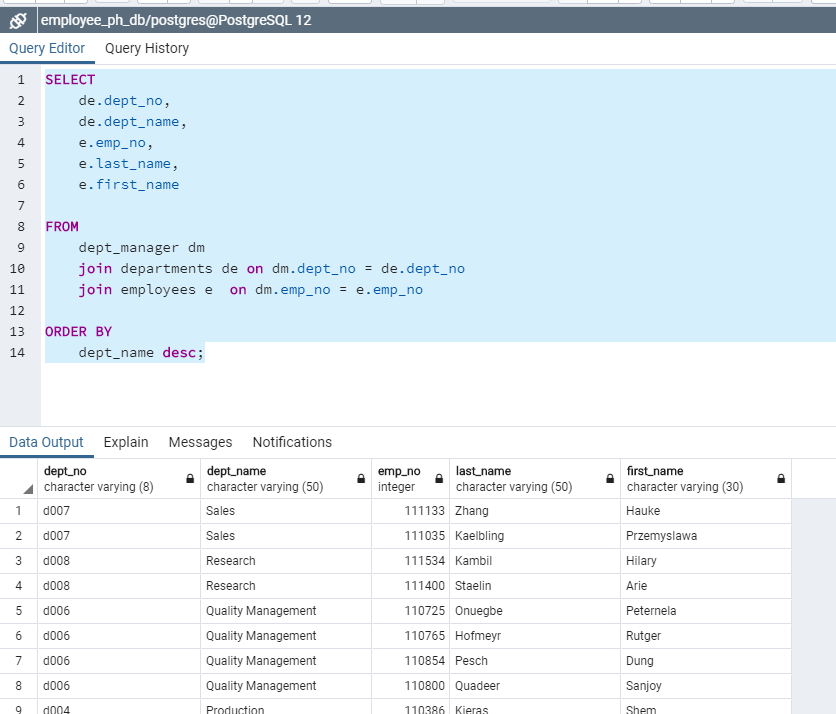 employee_ph_db/postgres@PostgreSQL 12
Query Editor Query History
1 SELECT
2 de.dept_no,
3 de.dept_name,
4 e.emp_no,
5 e.last_name,
6 e.first_name
7
8 FROM
9 dept_manager dm
10 join departments de on dm.dept_no = de.dept_no
11 join employees e  on dm.emp_no = e.emp_no
12
13 ORDER BY
14 dept_name desc;
Data Output Explain Messages Notifications
dept_no dept_name emp_no last_name first_name
character varying (8) character varying (50) integer character varying (50) character varying (30)
1 d007 Sales 111133 Zhang Hauke
2 d007 Sales 111035 Kaelbling Przemyslawa
3 d008 Research 111534 Kambil Hilary
4 d008 Research 111400 Staelin Arie
5 d006 Quality Management 110725 Onuegbe Peternela
6 d006 Quality Management 110765 Hofmeyr Rutger
7 d006 Quality Management 110854 Pesch Dung
8 d006 Quality Management 110800 Quadeer Sanjoy
9 d004 Production 110386 Kieras Shem